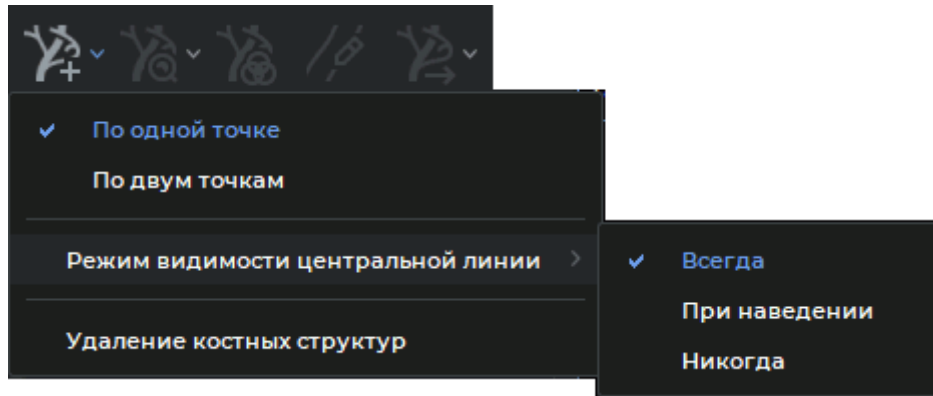 По одной точке
По двум точкам
Режим видимости центральной линии
Всегда
При наведении
Никогда
Удаление костных структур